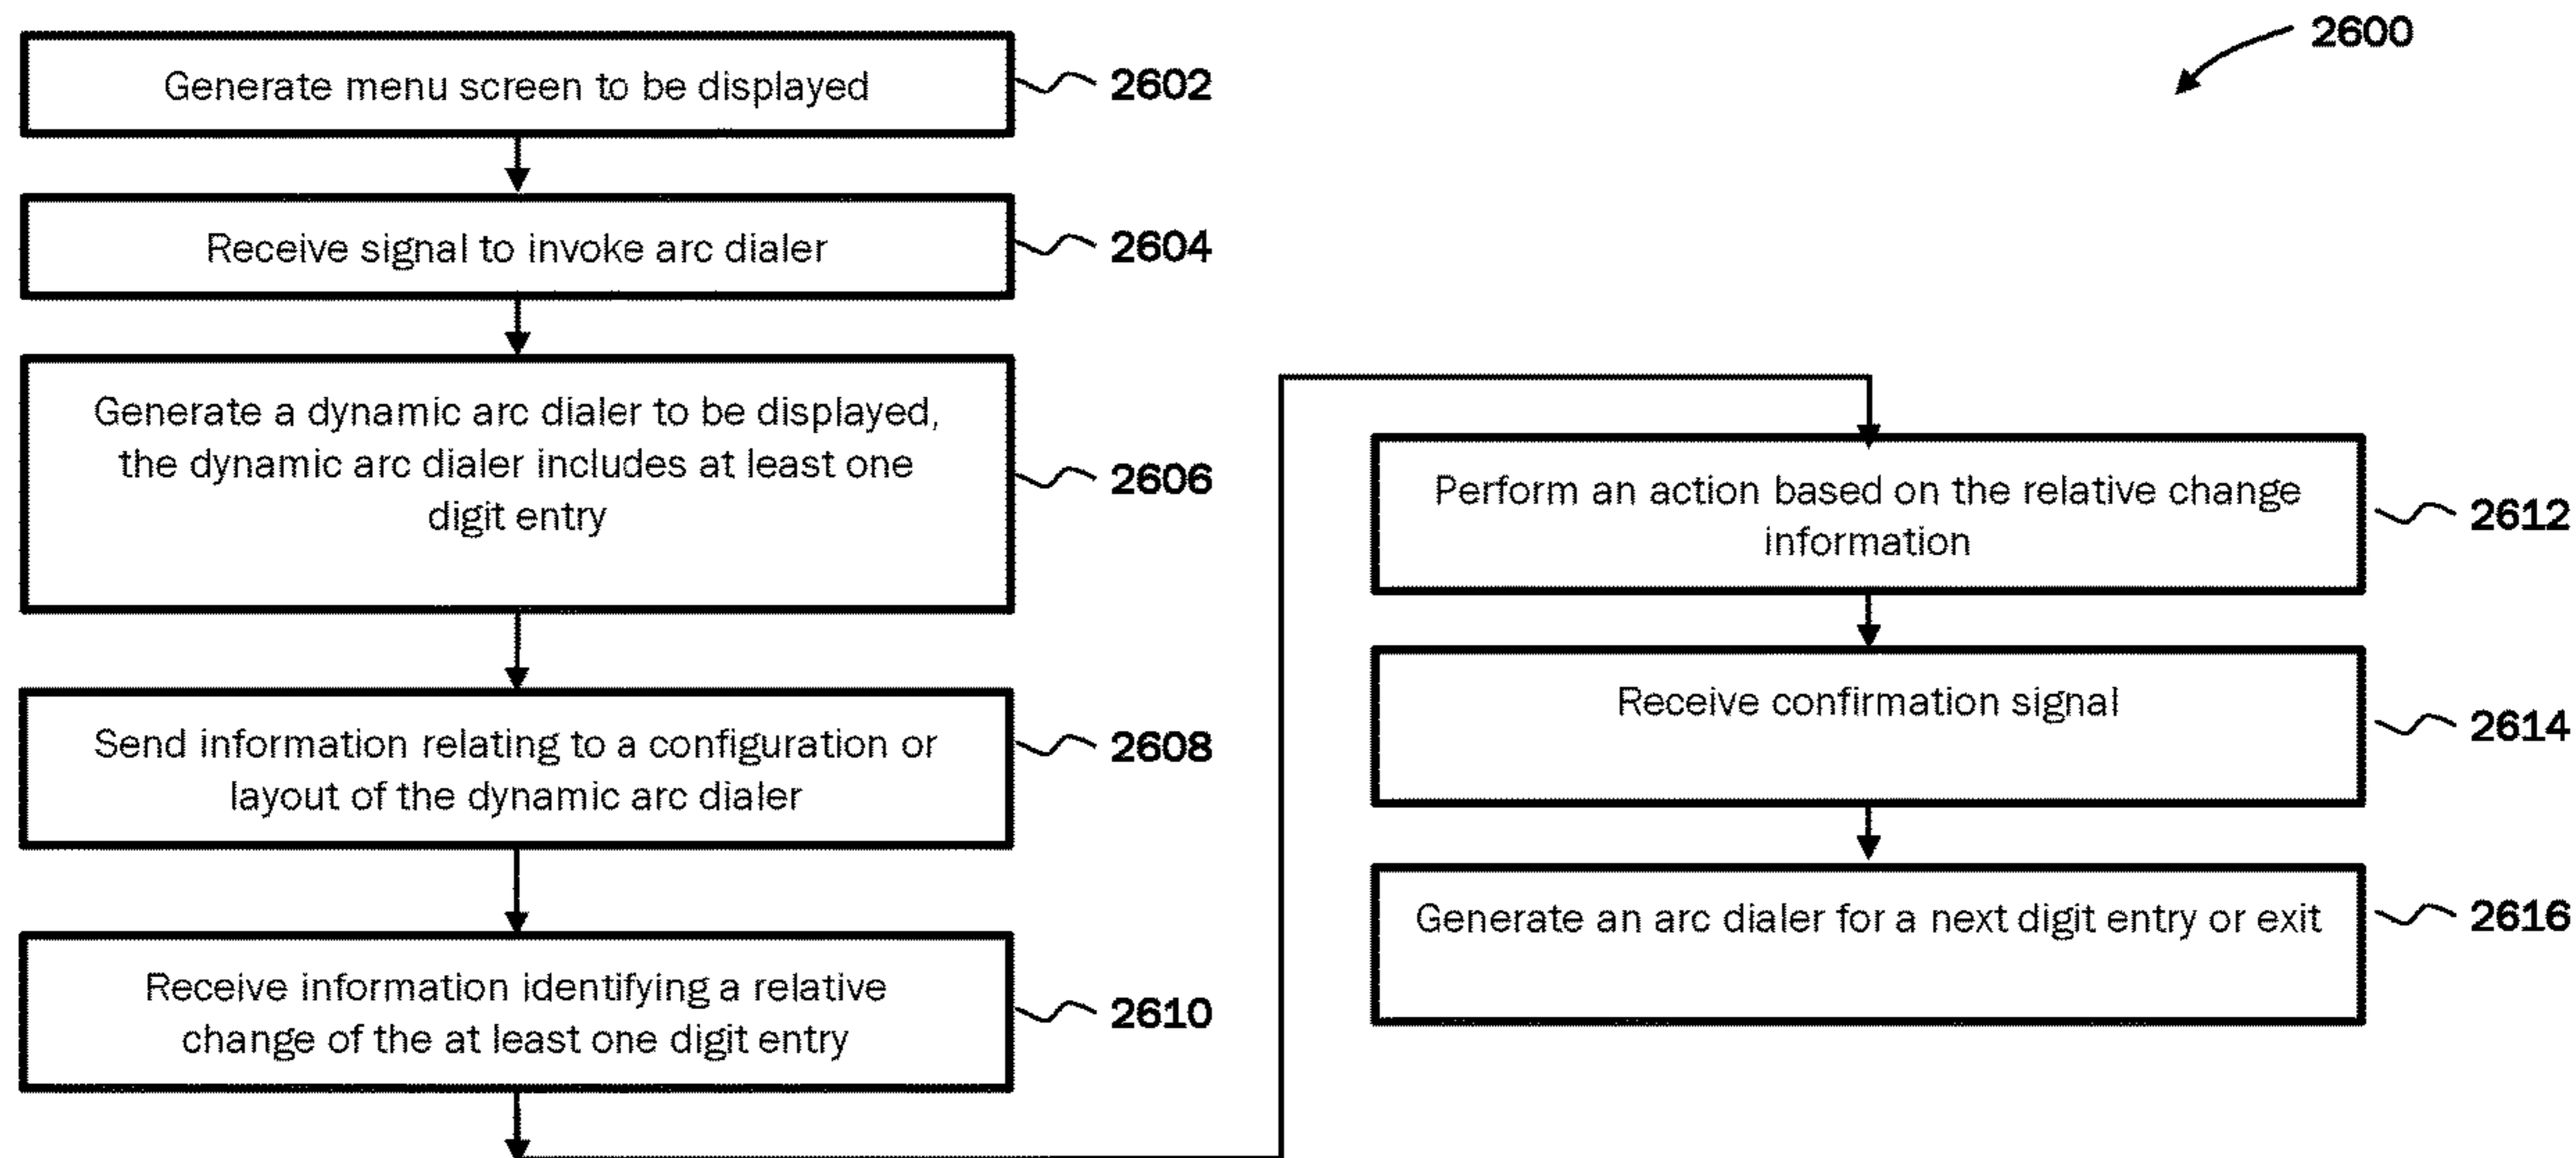 2600
Generate menu screen to be displayed
2602
Receive signal to invoke arc dialer
2604
Generate a dynamic arc dialer to be displayed,
the dynamic arc dialer includes at least one
digit entry
2606
Send information relating to a configuration or
layout of the dynamic arc dialer
2608
Receive information identifying a relative
change of the at least one digit entry
2610
Perform an action based on the relative change
information
2612
Receive confirmation signal
2614
Generate an arc dialer for a next digit entry or exit
2616